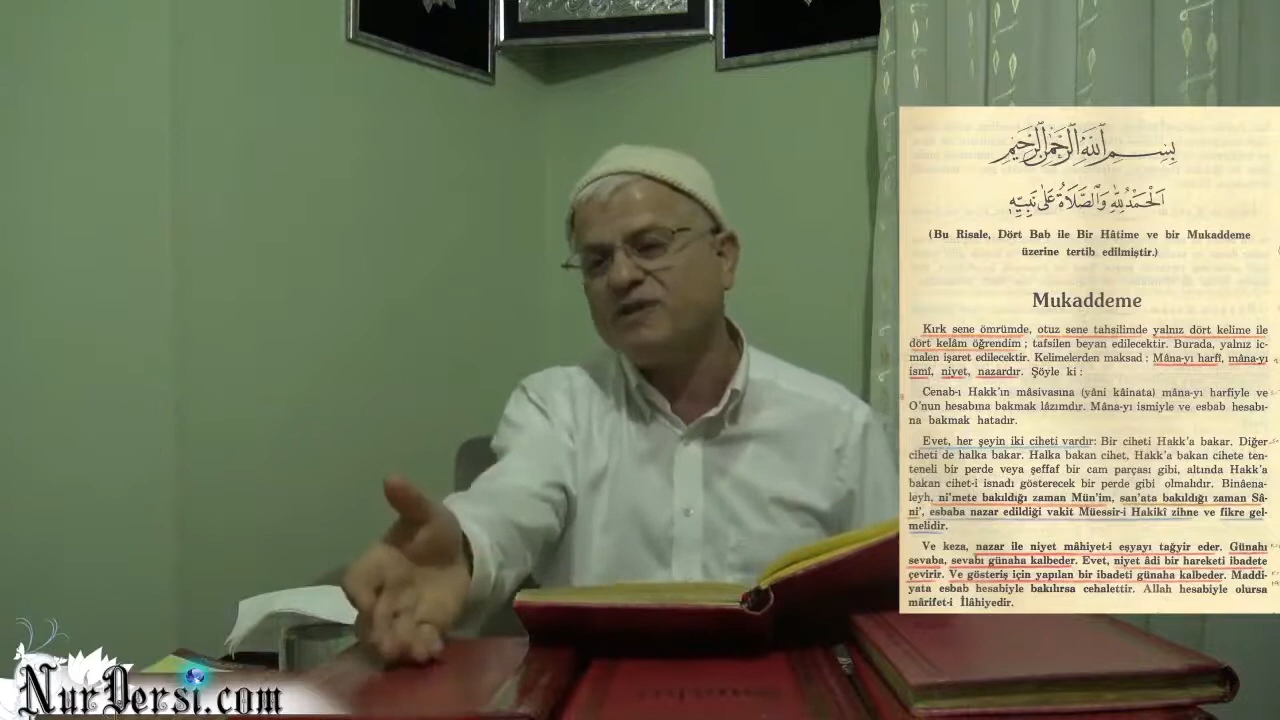 بِسْمِ اللَّهِ الرَّحْمٰنِ الرَّحِيمِ
اَلْحَمْدُ لِلّٰهِ وَالصَّلَاةُ عَلٰى نَبِيِّهِ
(Bu Risale, Dört Bab ile Bir Hâtime ve bir Mukaddeme
üzerine tertib edilmiştir.)
Mukaddeme
Kırk sene ömrümde, otuz sene tahsilimde yalnız dört kelime ile
dört kelâm öğrendim ; tafsilen beyan edilecektir. Burada, yalnız ic-
malen işaret edilecektir. Kelimelerden maksad : Mâna-yı harfî, mâna-yı
ismî, niyet, nazardır. Şöyle ki :
Cenab-ı Hakk'ın mâsivasına (yâni kâinata) mâna-yı harfiyle ve
O'nun hesabına bakmak lâzımdır. Mâna-yı ismiyle ve esbab hesabı-
na bakmak hatadır.
Evet, her şeyin iki ciheti vardır: Bir ciheti Hakk'a bakar. Diğer
ciheti de halka bakar. Halka bakan cihet, Hakk'a bakan cihete ten-
teneli bir perde veya şeffaf bir cam parçası gibi, altında Hakk'a
bakan cihet-i isnadı gösterecek bir perde gibi olmalıdır. Binâena-
leyh, ni'mete bakıldığı zaman Mün'im, san'ata bakıldığı zaman Sâ-
ni', esbaba nazar edildiği vakit Müessir-i Hakikî zihne ve fikre gel-
melidir.
Ve keza, nazar ile niyet mâhiyet-i eşyayı tağyir eder. Günahı
sevaba, sevabı günaha kalbeder. Evet, niyet âdi bir hareketi ibadete
çevirir. Ve gösteriş için yapılan bir ibadeti günaha kalbeder. Maddi-
yata esbab hesabiyle bakılırsa cehalettir. Allah hesabiyle olursa
mârifet-i İlâhiyedir.
NurDersi.com